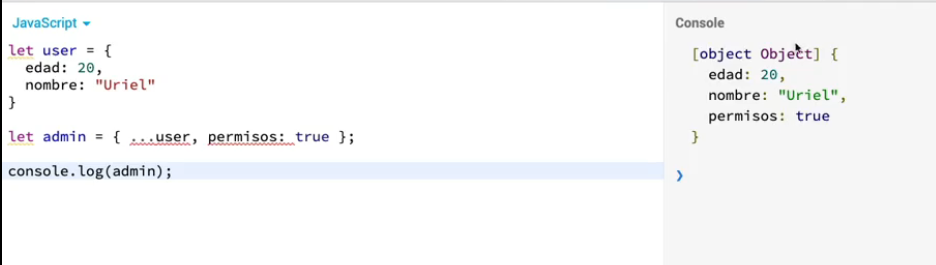 JavaScript
let user = {
  edad: 20,
  nombre: "Uriel"
}
let admin = { ...user, permisos: true };
console.log(admin);
Console
[object Object] {
  edad: 20,
  nombre: "Uriel",
  permisos: true
}
❯